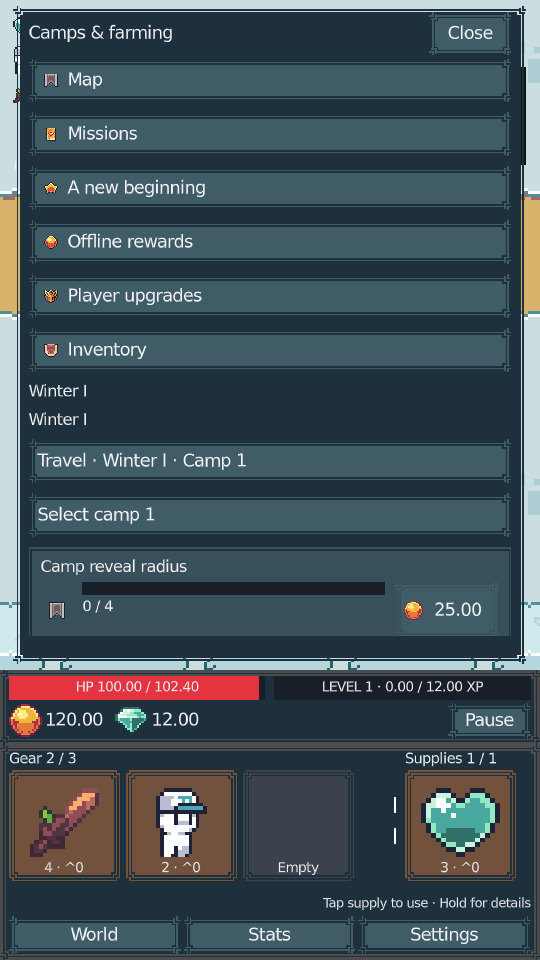 Camps & farming
Close
Map
Missions
A new beginning
Offline rewards
Player upgrades
Inventory
Winter I
Winter I
Travel · Winter I · Camp 1
Select camp 1
Camp reveal radius
0 / 4
25.00
HP 100.00 / 102.40
LEVEL 1 · 0.00 / 12.00 XP
120.00
12.00
Pause
Gear 2 / 3
Supplies 1 / 1
4 · ^0
2 · ^0
Empty
3 · ^0
Tap supply to use · Hold for details
World
Stats
Settings